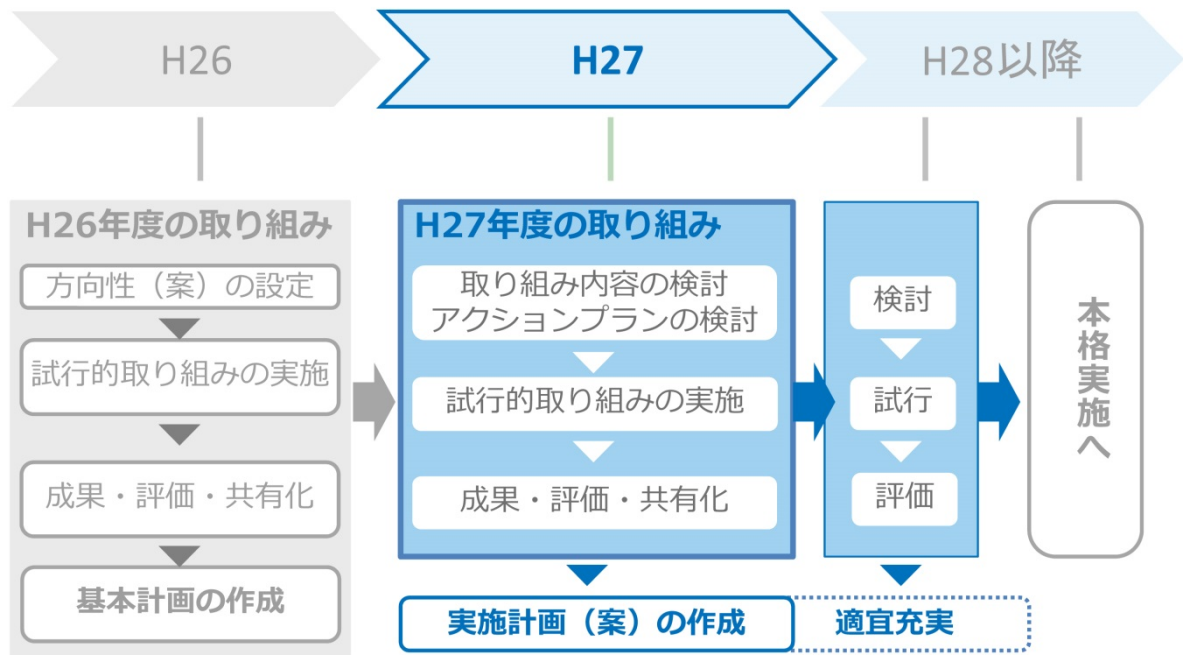 H26
H27
H28以降
H26年度の取り組み
方向性（案）の設定
試行的取り組みの実施
成果・評価・共有化
基本計画の作成
H27年度の取り組み
取り組み内容の検討
アクションプランの検討
試行的取り組みの実施
成果・評価・共有化
実施計画（案）の作成
検討
試行
評価
適宜充実
本格実施へ